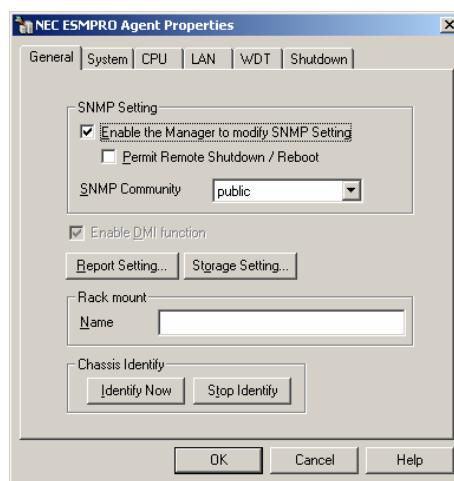 NEC ESMPRO Agent Properties
General System CPU LAN WDT Shutdown
SNMP Setting
Enable the Manager to modify SNMP Setting
Permit Remote Shutdown / Reboot
SNMP Community public
Enable DMI function
Report Setting... Storage Setting...
Rack mount
Name
Chassis Identify
Identify Now Stop Identify
OK Cancel Help